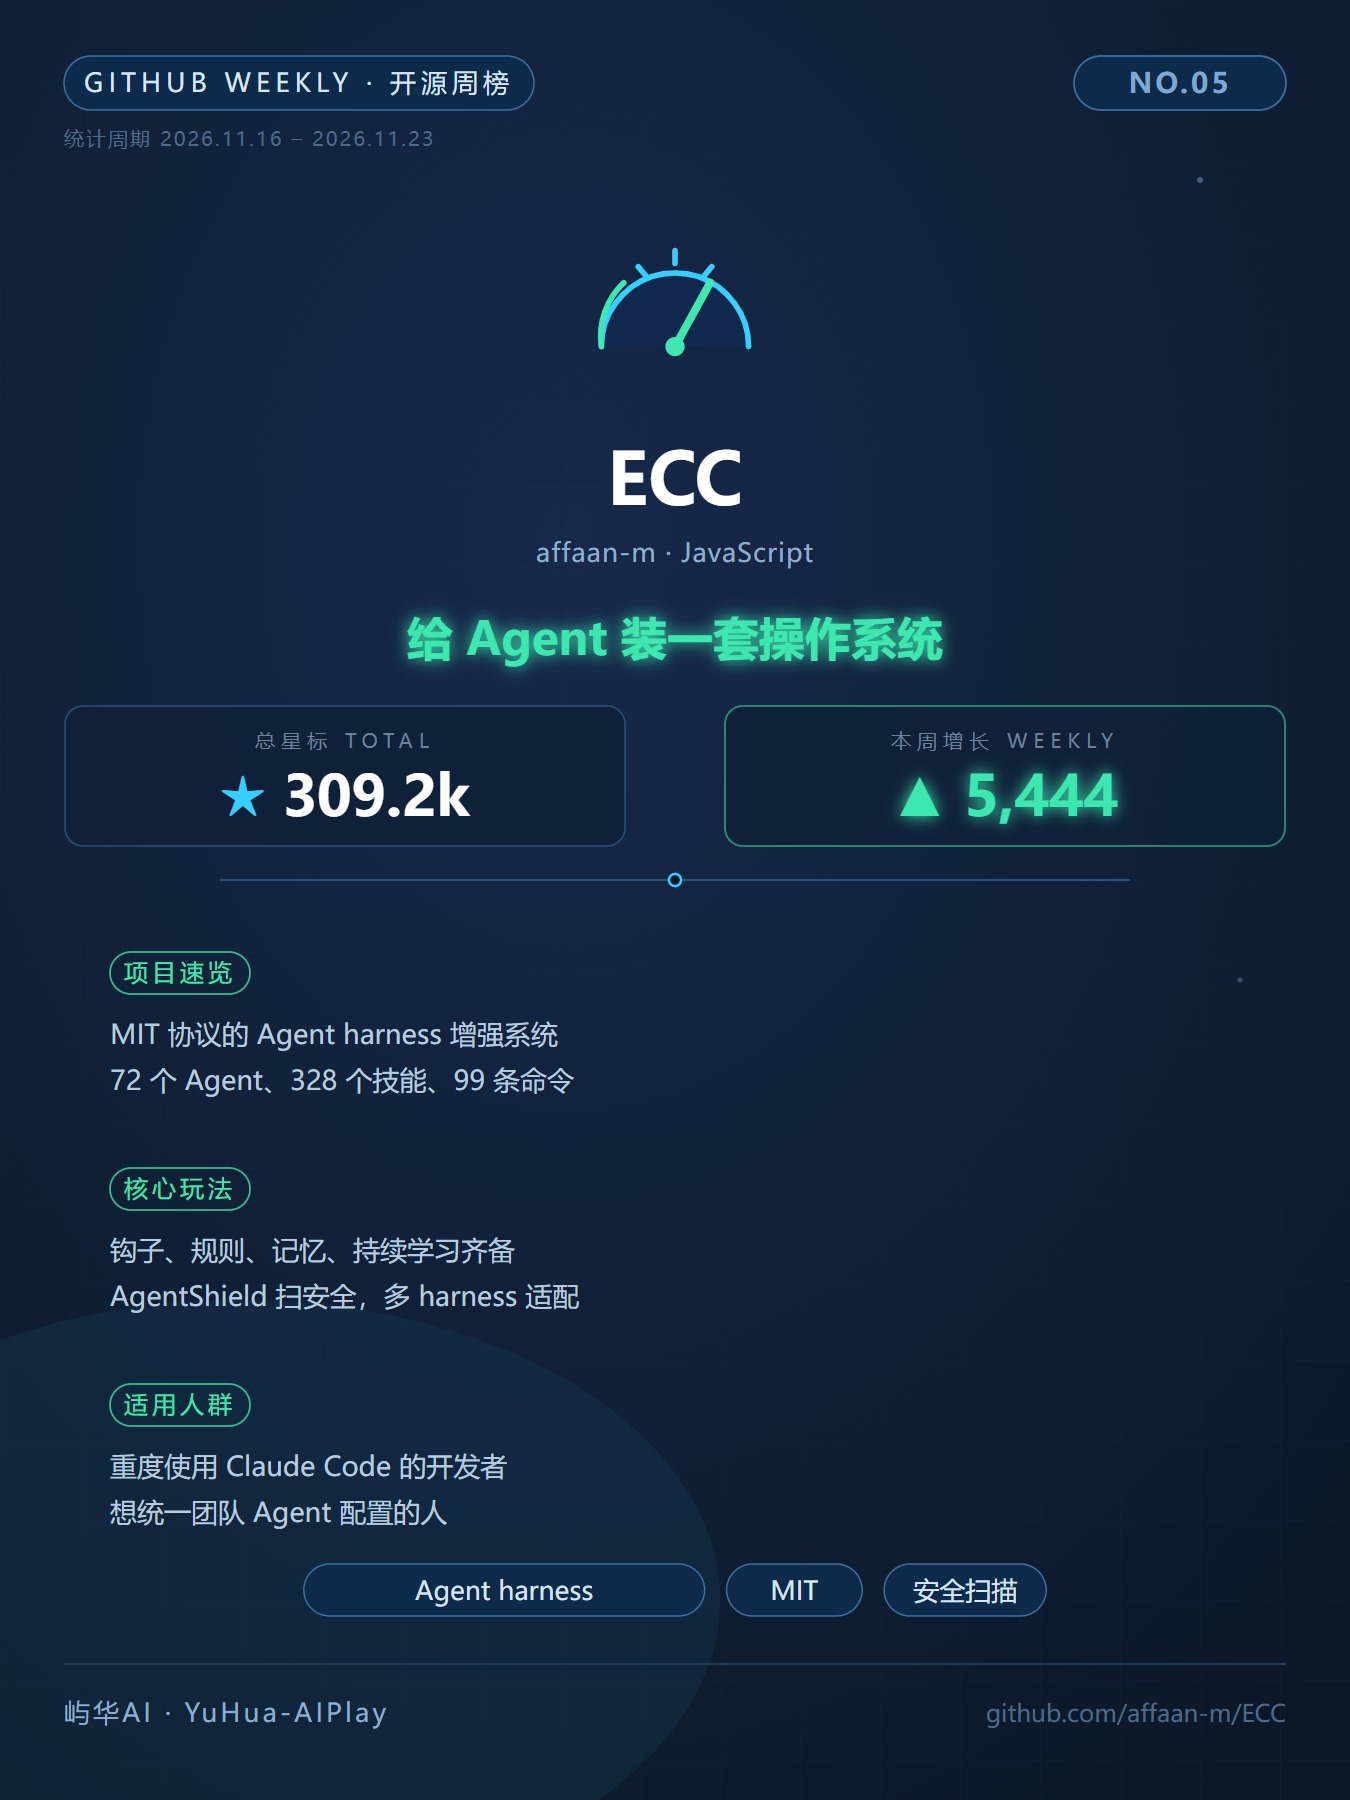 GITHUB WEEKLY · 开源周榜
NO.05
统计周期 2026.11.16 – 2026.11.23
ECC
affaan-m · JavaScript
给 Agent 装一套操作系统
总星标 TOTAL
★ 309.2k
本周增长 WEEKLY
▲ 5,444
项目速览
MIT 协议的 Agent harness 增强系统
72 个 Agent、328 个技能、99 条命令
核心玩法
钩子、规则、记忆、持续学习齐备
AgentShield 扫安全，多 harness 适配
适用人群
重度使用 Claude Code 的开发者
想统一团队 Agent 配置的人
Agent harness
MIT
安全扫描
屿华AI · YuHua-AIPlay
github.com/affaan-m/ECC